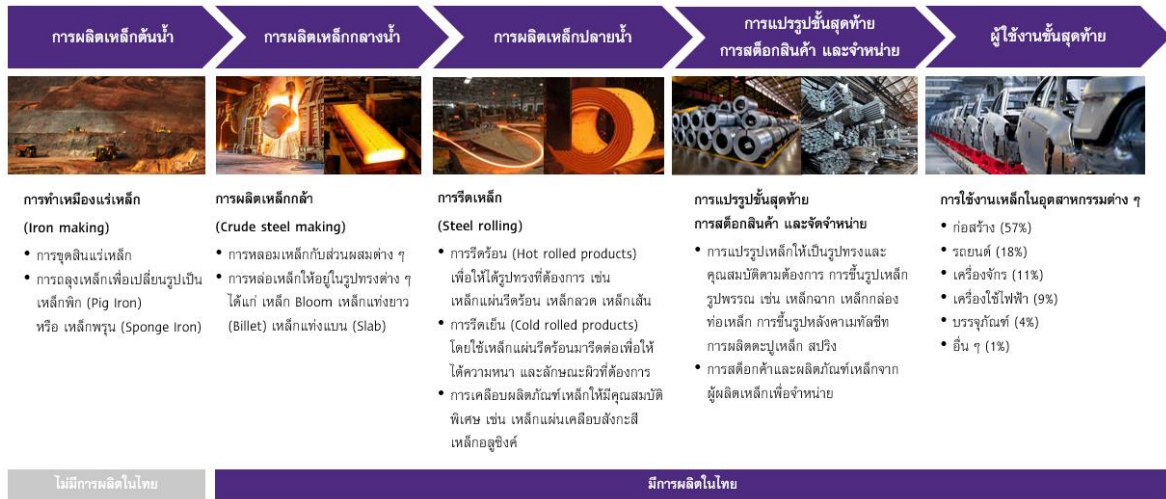 การผลิตเหล็กต้นน้ำ
การผลิตเหล็กกลางน้ำ
การผลิตเหล็กปลายน้ำ
การแปรรูปขั้นสุดท้าย
การสต็อกสินค้า และจำหน่าย
ผู้ใช้งานขั้นสุดท้าย
การทำเหมืองแร่เหล็ก
(Iron making)
• การขุดสินแร่เหล็ก
• การถลุงเหล็กเพื่อเปลี่ยนรูปเป็น
เหล็กพิก (Pig Iron)
หรือ เหล็กพรุน (Sponge Iron)
การผลิตเหล็กกล้า
(Crude steel making)
• การหลอมเหล็กกับส่วนผสมต่าง ๆ
• การหล่อเหล็กให้อยู่ในรูปทรงต่าง ๆ
ได้แก่ เหล็ก Bloom เหล็กแท่งยาว
(Billet) เหล็กแท่งแบน (Slab)
การรีดเหล็ก
(Steel rolling)
• การรีดร้อน (Hot rolled products)
เพื่อให้ได้รูปทรงที่ต้องการ เช่น
เหล็กแผ่นรีดร้อน เหล็กลวด เหล็กเส้น
• การรีดเย็น (Cold rolled products)
โดยใช้เหล็กแผ่นรีดร้อนมารีดต่อเพื่อให้
ได้ความหนา และลักษณะผิวที่ต้องการ
• การเคลือบผลิตภัณฑ์เหล็กให้มีคุณสมบัติ
พิเศษ เช่น เหล็กแผ่นเคลือบสังกะสี
เหล็กอลูซิงค์
การแปรรูปขั้นสุดท้าย
การสต็อกสินค้า และจัดจำหน่าย
• การแปรรูปเหล็กให้เป็นรูปทรงและ
คุณสมบัติตามต้องการ การขึ้นรูปเหล็ก
รูปพรรณ เช่น เหล็กฉาก เหล็กกล่อง
ท่อเหล็ก การขึ้นรูปหลังคาเมทัลชีท
การผลิตตะปูเหล็ก สปริง
• การสต็อกค้าและผลิตภัณฑ์เหล็กจาก
ผู้ผลิตเหล็กเพื่อจำหน่าย
การใช้งานเหล็กในอุตสาหกรรมต่าง ๆ
• ก่อสร้าง (57%)
• รถยนต์ (18%)
• เครื่องจักร (11%)
• เครื่องใช้ไฟฟ้า (9%)
• บรรจุภัณฑ์ (4%)
• อื่น ๆ (1%)
ไม่มีการผลิตในไทย
มีการผลิตในไทย